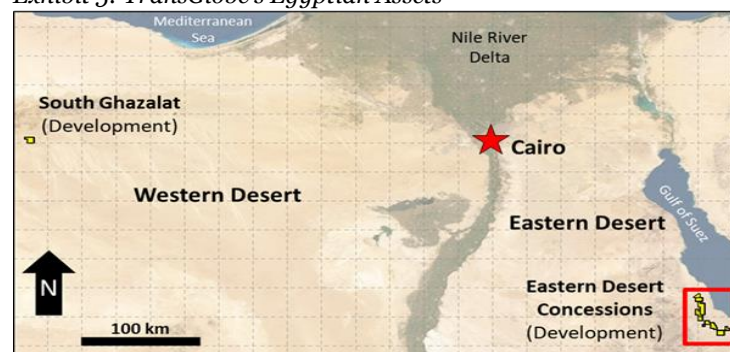 Exhibit 3: TransGlobe's Egyptian Assets
Mediterranean
Sea
Nile River
Delta
South Ghazalat
(Development)
Cairo
Western Desert
Gulf of Suez
Eastern Desert
Eastern Desert
Concessions
(Development)
N
100 km